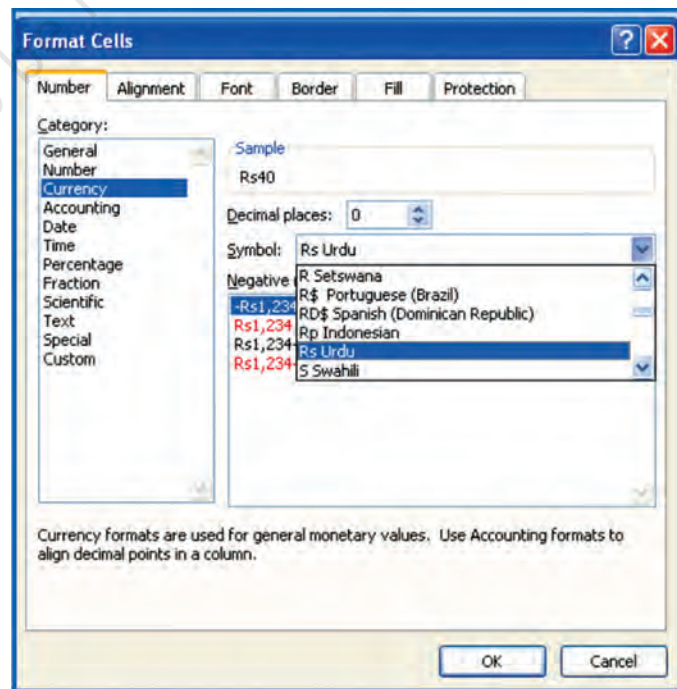 Format Cells
Number Alignment Font Border Fill Protection
Category:
General
Number
Currency
Accounting
Date
Time
Percentage
Fraction
Scientific
Text
Special
Custom
Sample
Rs40
Decimal places: 0
Symbol: Rs Urdu
Negative
-Rs1,234
Rs1,234
Rs1,234-
Rs1,234-
R Setswana
R$ Portuguese (Brazil)
RD$ Spanish (Dominican Republic)
Rp Indonesian
Rs Urdu
S Swahili
Currency formats are used for general monetary values. Use Accounting formats to
align decimal points in a column.
OK Cancel